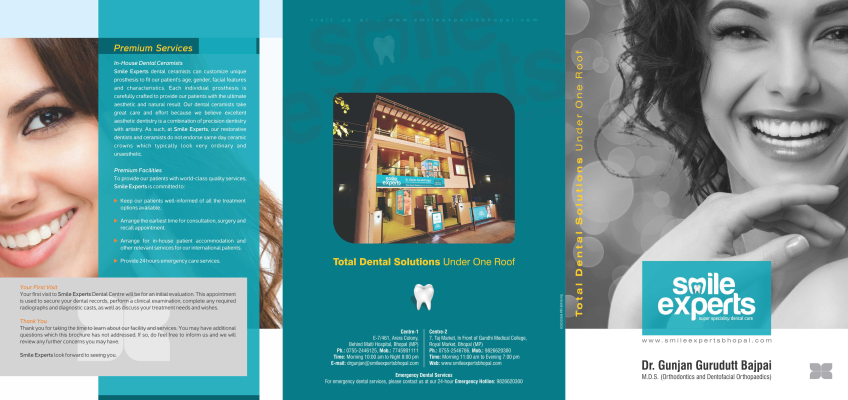 Premium Services
In-House Dental Ceramists
Smile Experts dental ceramists can customize unique
prosthesis to fit our patient's age, gender, facial features
and characteristics. Each individual prosthesis is
carefully crafted to provide our patients with the ultimate
aesthetic and natural result. Our dental ceramists take
great care and effort because we believe excellent
aesthetic dentistry is a combination of precision dentistry
with artistry. As such, at Smile Experts, our restorative
dentists and ceramists do not endorse same day ceramic
crowns which typically look very ordinary and
unaesthetic.
Premium Facilities
To provide our patients with world-class quality services,
Smile Experts is committed to:
Keep our patients well-informed of all the treatment
options available.
Arrange the earliest time for consultation, surgery and
recall appointment.
Arrange for in-house patient accommodation and
other relevant services for our international patients.
Provide 24 hours emergency care services.
Your First Visit
Your first visit to Smile Experts Dental Centre will be for an initial evaluation. This appointment
is used to secure your dental records, perform a clinical examination, complete any required
radiographs and diagnostic casts, as well as discuss your treatment needs and wishes.
Thank You
Thank you for taking the time to learn about our facility and services. You may have additional
questions which this brochure has not addressed. If so, do feel free to inform us and we will
review any further concerns you may have.
Smile Experts look forward to seeing you.
visit us at : www.smileexpertsbhopal.com
smile
experts
smile
experts
Total Dental Solutions Under One Roof
Centre-1
E-7/461, Arera Colony,
Behind Maiti Hospital, Bhopal (MP)
Ph.: 0755-2446125, Mob.: 7745901111
Time: Morning 10:00 am to Night 8:00 pm
E-mail: drgunjan@smileexpertsbhopal.com
Centre-2
7, Taj Market, In Front of Gandhi Medical College,
Royal Market, Bhopal (MP)
Ph.: 0755-2546766, Mob.: 9826620300
Time: Morning 11:00 am to Evening 7:00 pm
Web: www.smileexpertsbhopal.com
Emergency Dental Services
For emergency dental services, please contact us at our 24-hour Emergency Hotline: 9826620300
Total Dental Solutions Under One Roof
smile
experts
super speciality dental care
www.smileexpertsbhopal.com
Dr. Gunjan Gurudutt Bajpai
M.D.S. (Orthodontics and Dentofacial Orthopaedics)